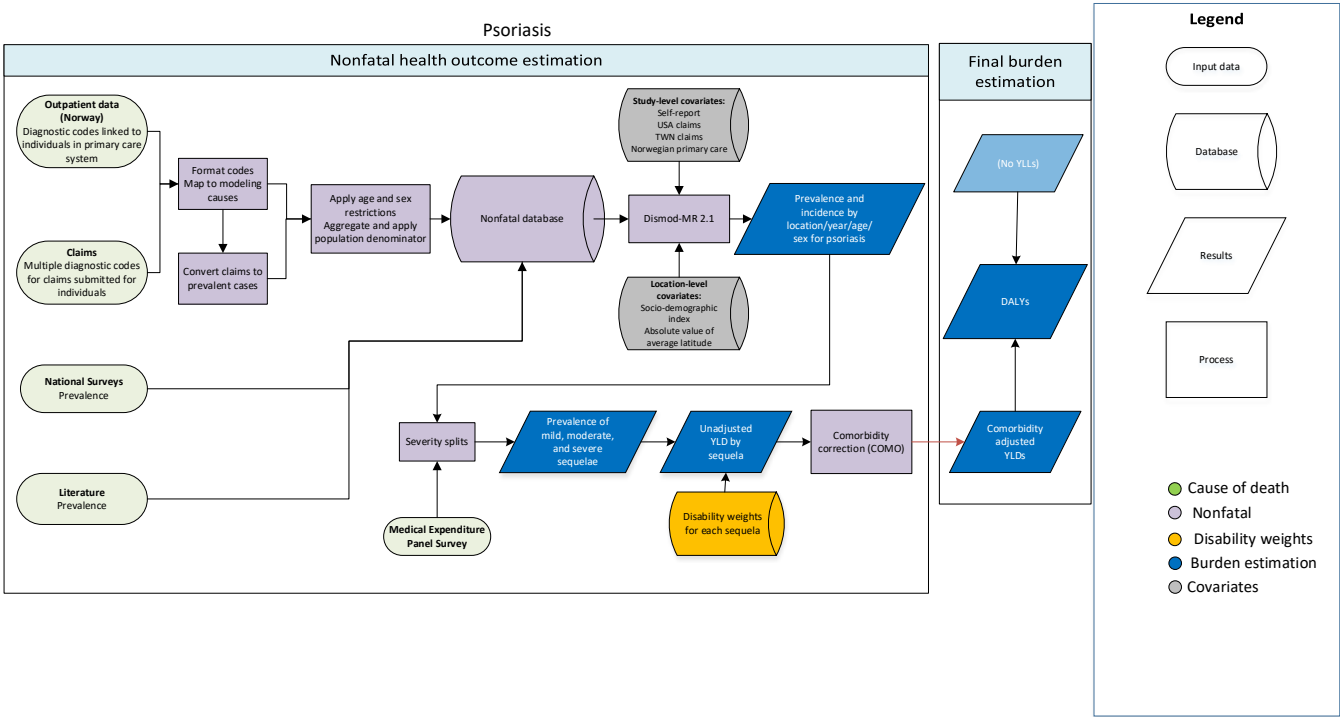 Psoriasis
Nonfatal health outcome estimation
Outpatient data
(Norway)
Diagnostic codes linked to
individuals in primary care
system
Claims
Multiple diagnostic codes
for claims submitted for
individuals
National Surveys
Prevalence
Literature
Prevalence
Format codes
Map to modeling
causes
Convert claims to
prevalent cases
Apply age and sex
restrictions
Aggregate and apply
population denominator
Nonfatal database
Study-level covariates:
Self-report
USA claims
TWN claims
Norwegian primary care
Dismod-MR 2.1
Location-level
covariates:
Socio-demographic
index
Absolute value of
average latitude
Prevalence and
incidence by
location/year/age/
sex for psoriasis
Severity splits
Medical Expenditure
Panel Survey
Prevalence of
mild, moderate,
and severe
sequelae
Unadjusted
YLD by
sequela
Disability weights
for each sequela
Comorbidity
correction (COMO)
Final burden
estimation
(No YLLs)
DALYs
Comorbidity
adjusted
YLDs
Legend
Input data
Database
Results
Process
Cause of death
Nonfatal
Disability weights
Burden estimation
Covariates